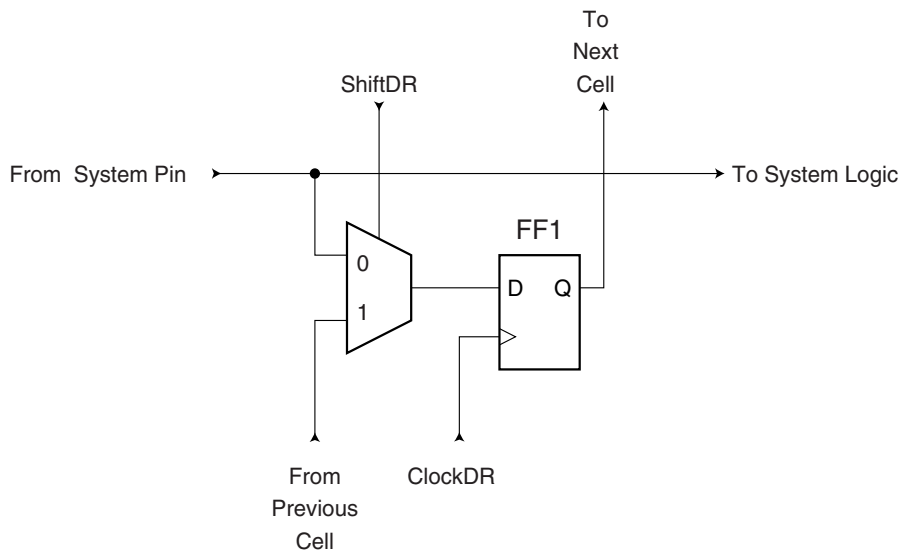 To
Next
Cell
ShiftDR
From System Pin
To System Logic
FF1
0
D Q
1
From
Previous
Cell
ClockDR